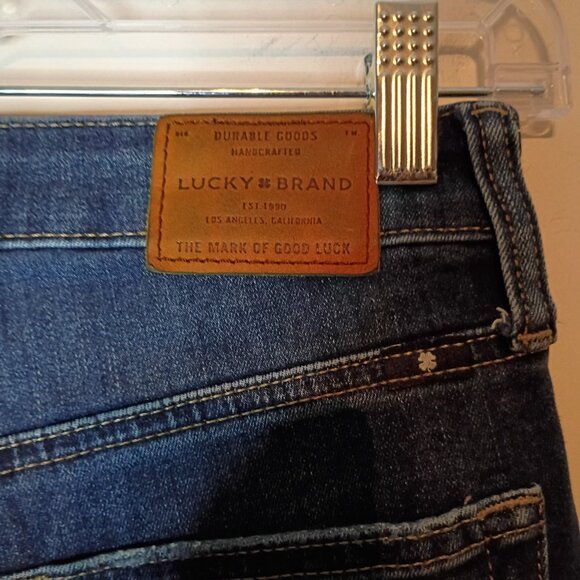 DURABLE GOODS
HANDCRAFTED
LUCKY BRAND
EST. 1990
LOS ANGELES, CALIFORNIA
THE MARK OF GOOD LUCK